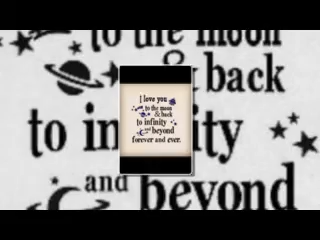 to the moon
& back
to infinity
and beyond
I love you
to the moon
& back
to infinity
and beyond
forever and ever.